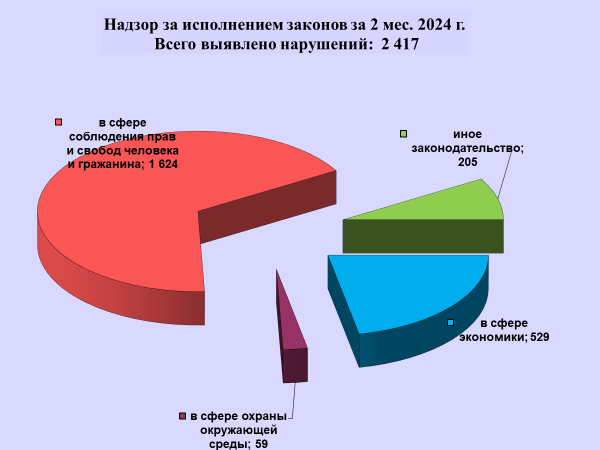 Надзор за исполнением законов за 2 мес. 2024 г.
Всего выявлено нарушений: 2 417
в сфере
соблюдения прав
и свобод человека
и гражанина; 1 624
иное
законодательство;
205
в сфере
экономики; 529
в сфере охраны
окружающей
среды; 59